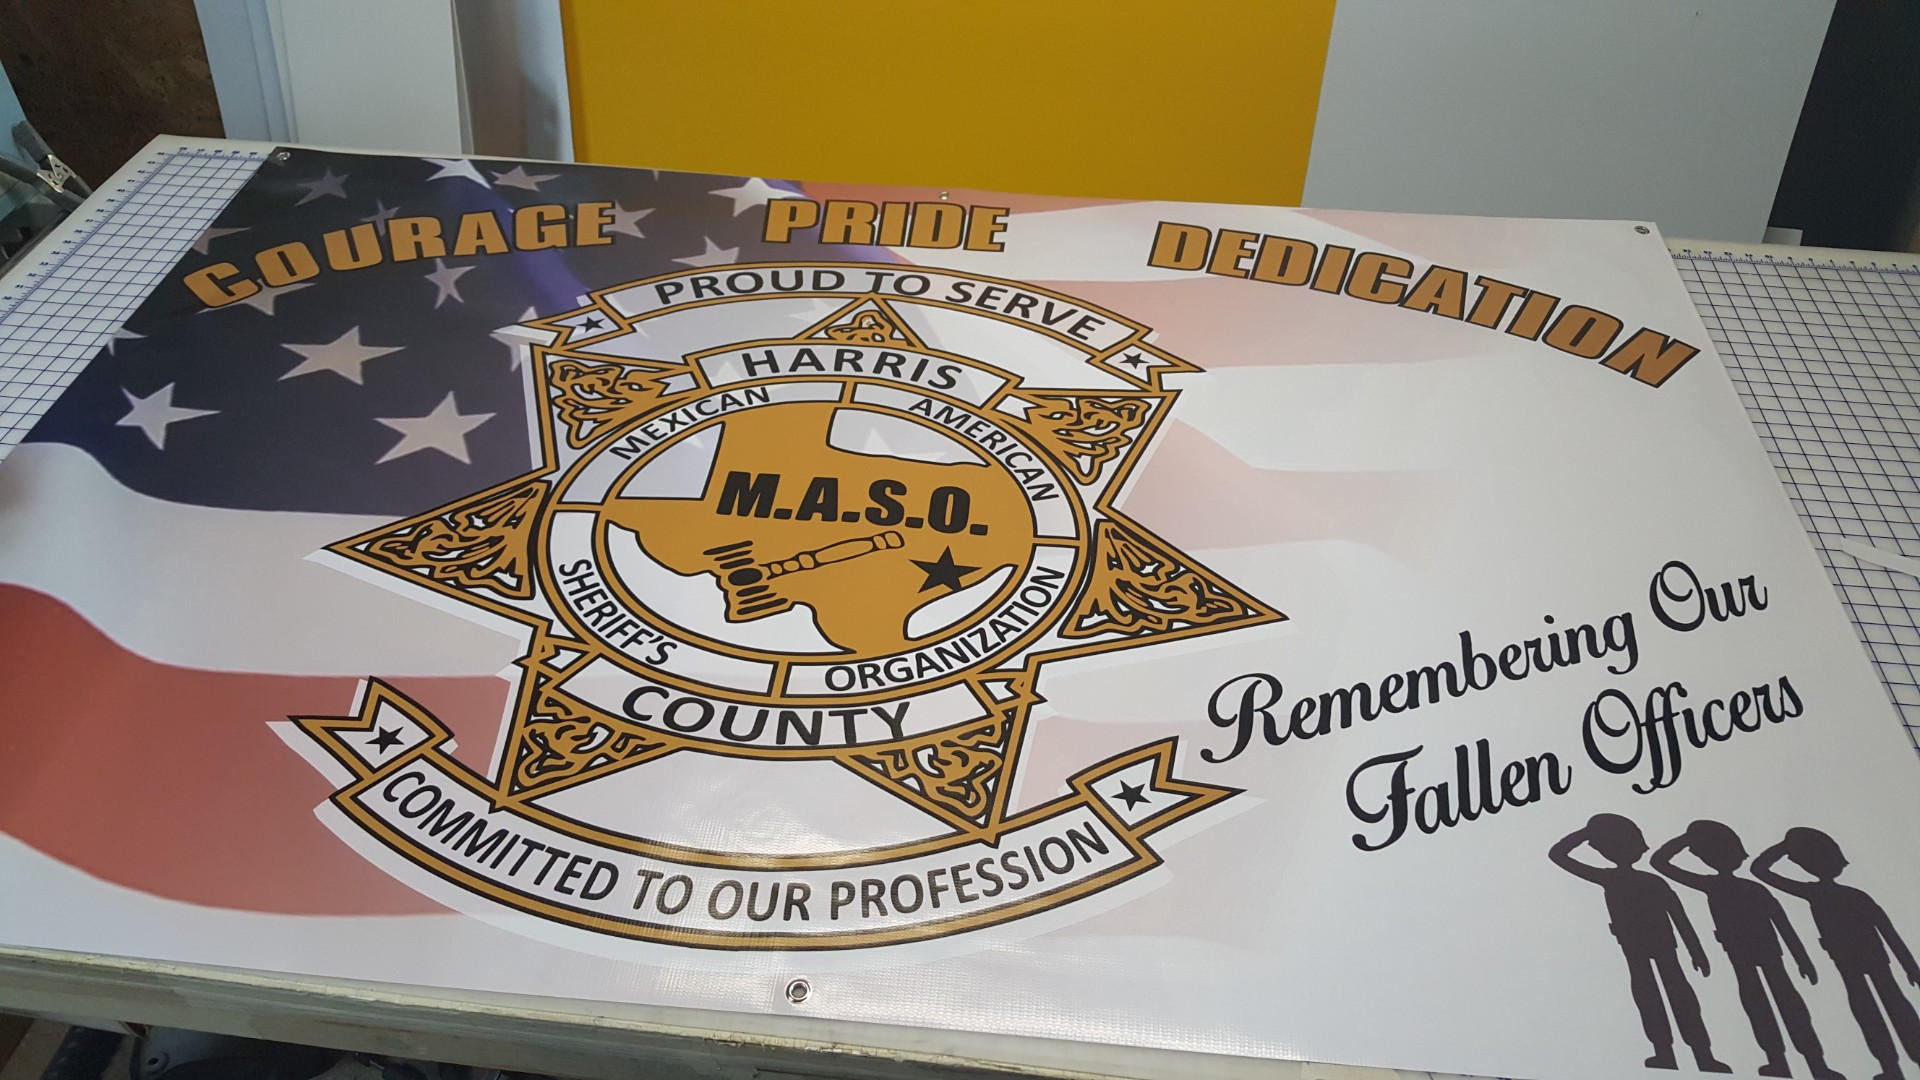 COURAGE PRIDE DEDICATION
PROUD TO SERVE
HARRIS
MEXICAN AMERICAN
M.A.S.O.
SHERIFF'S ORGANIZATION
COUNTY
COMMITTED TO OUR PROFESSION
Remembering Our
Fallen Officers